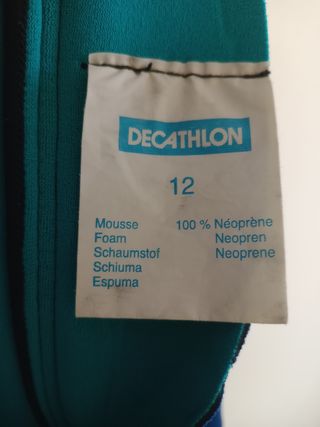 DECATHLON
12
Mousse 100 % Néoprène
Foam Neopren
Schaumstof Neoprene
Schiuma
Espuma